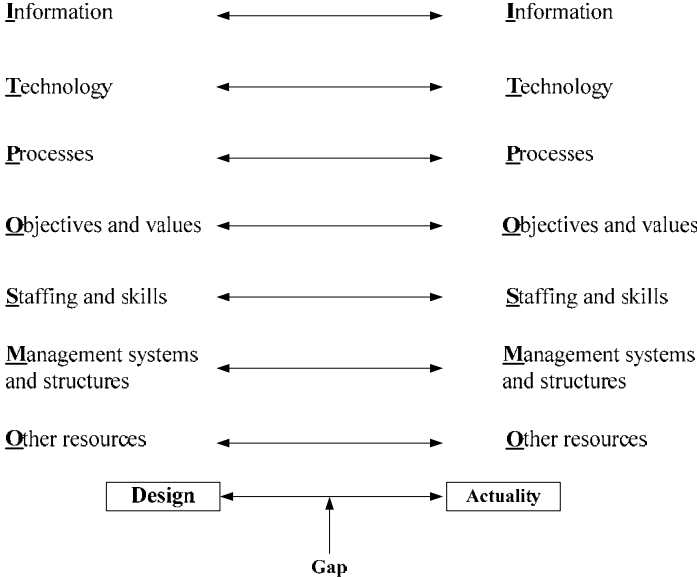 Information Information
Technology Technology
Processes Processes
Objectives and values Objectives and values
Staffing and skills Staffing and skills
Management systems Management systems
and structures and structures
Other resources Other resources
Design Actuality
Gap